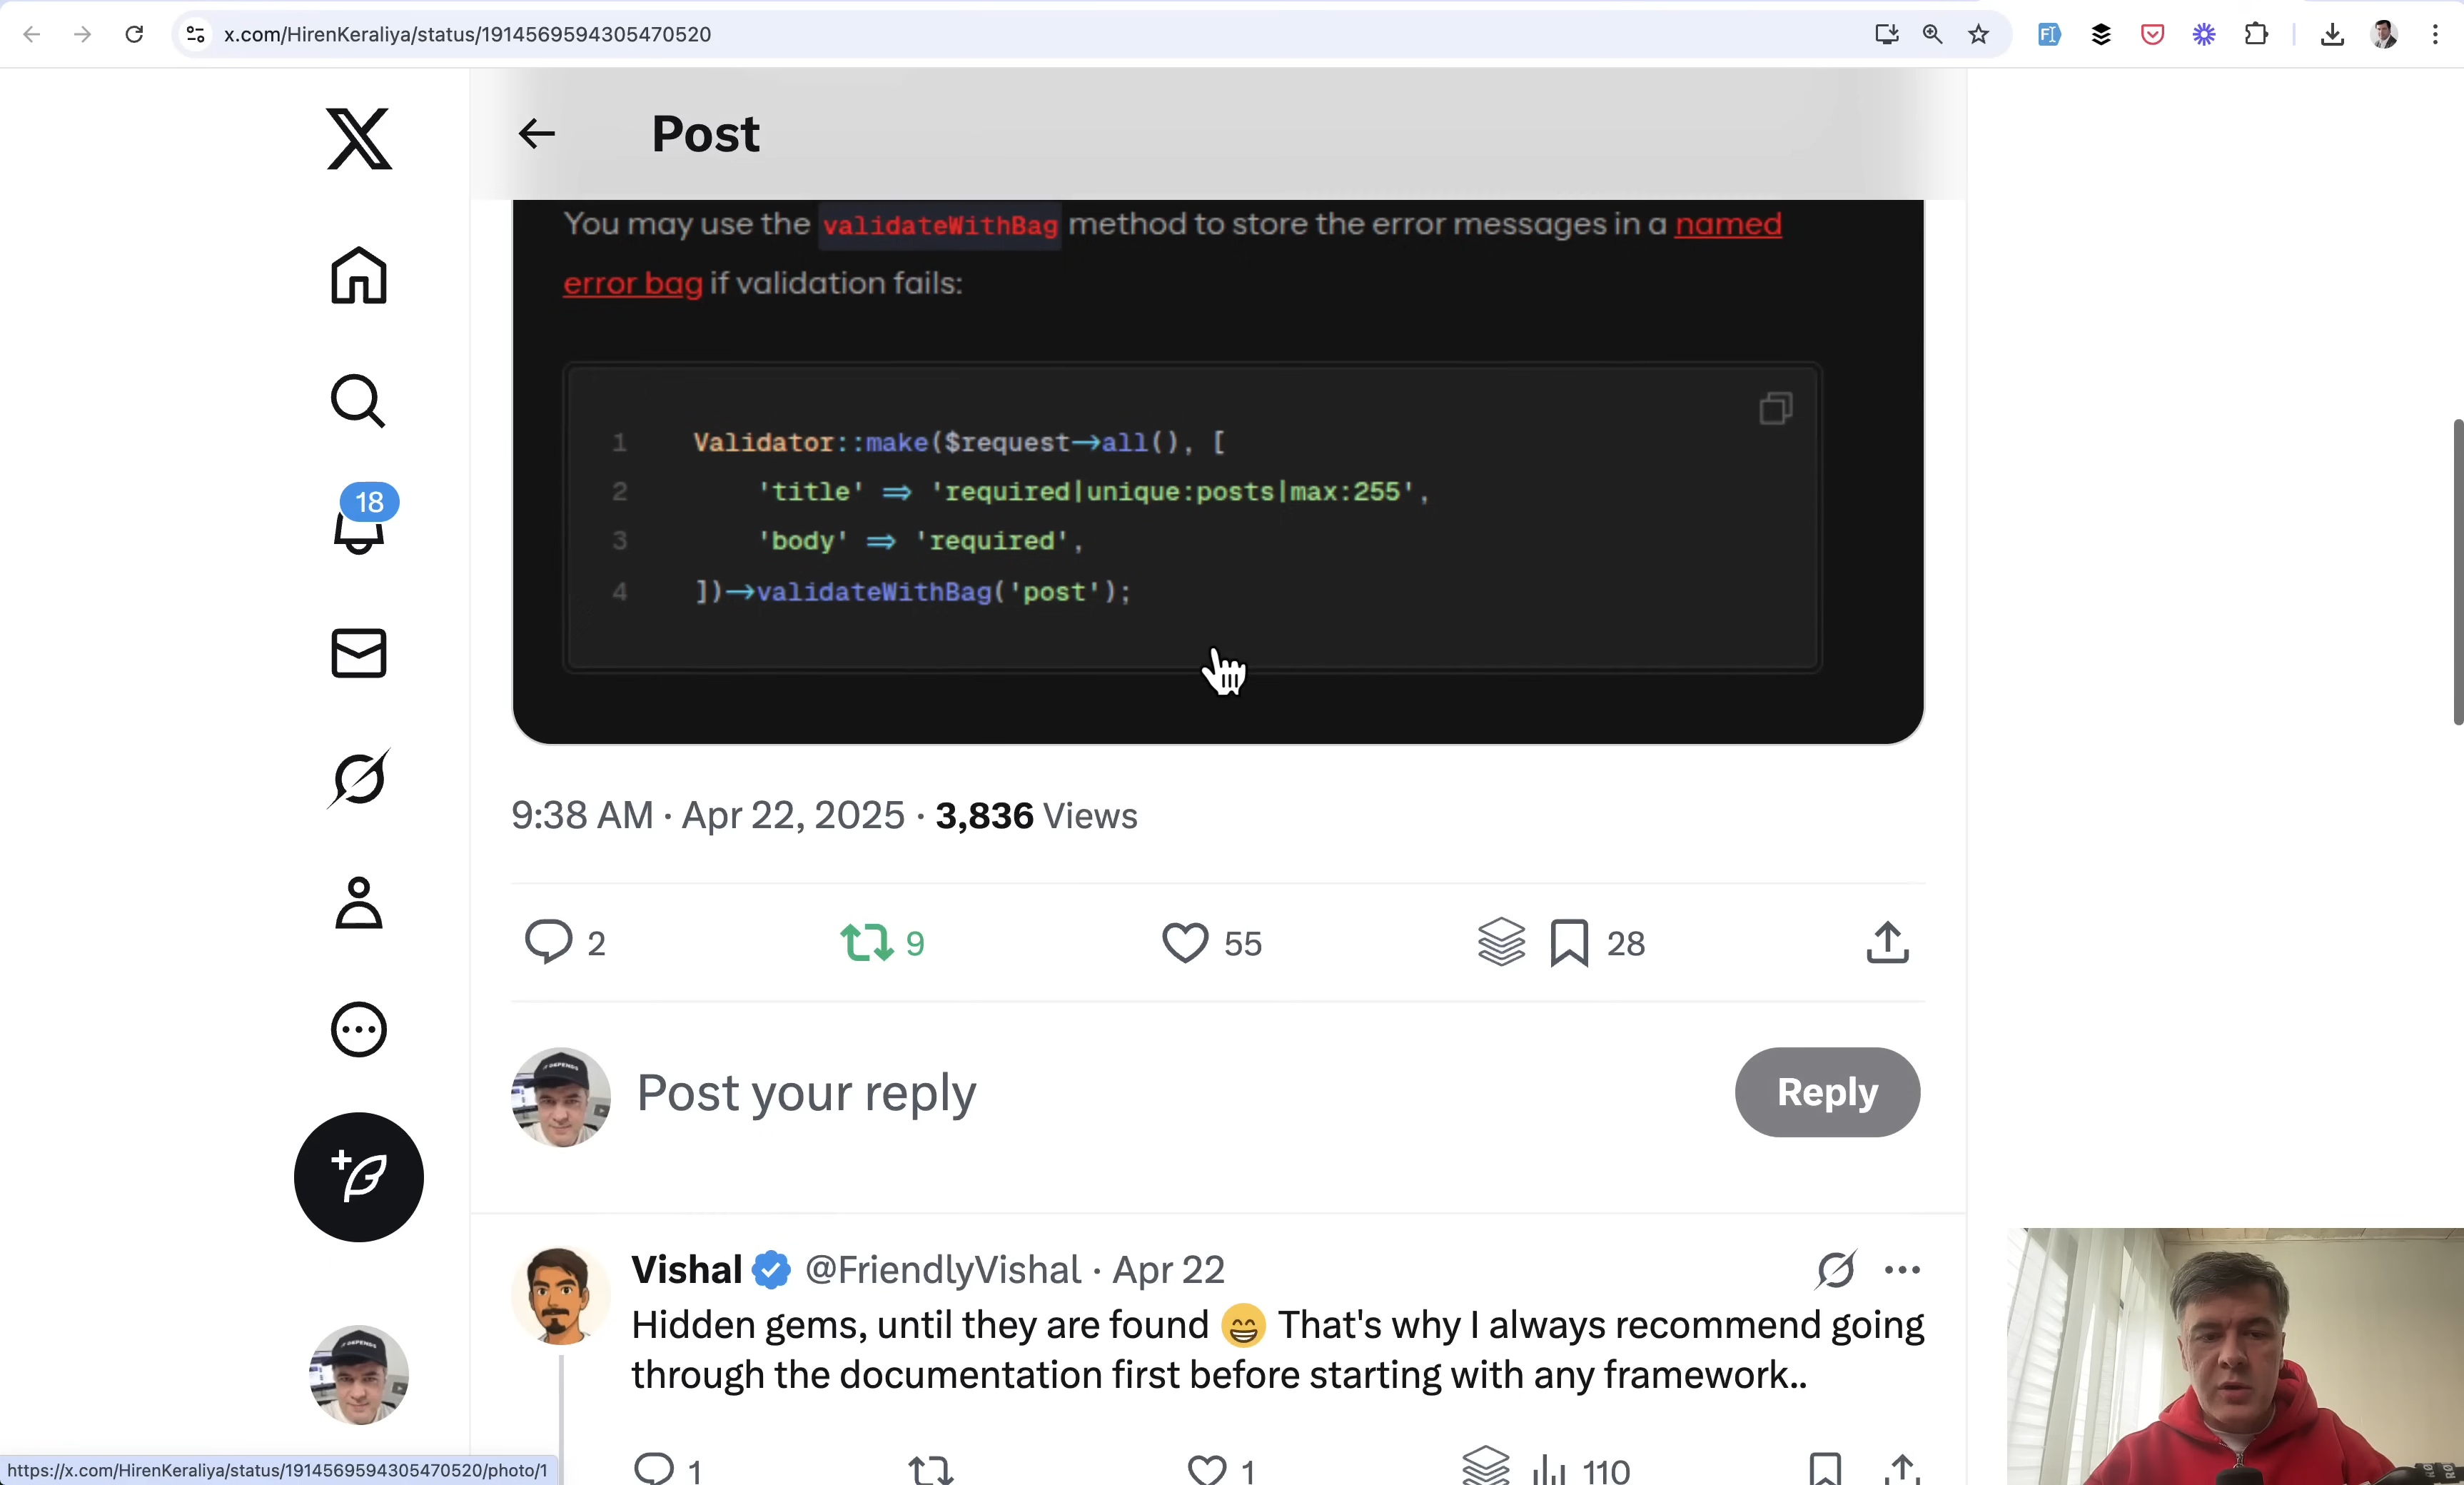 x.com/HirenKeraliya/status/1914569594305470520
Post
You may use the validateWithBag method to store the error messages in a named
error bag if validation fails:
1 Validator::make($request→all(), [
2 'title' ⇒ 'required|unique:posts|max:255',
3 'body' ⇒ 'required',
4 ])→validateWithBag('post');
18
9:38 AM · Apr 22, 2025 · 3,836 Views
2 9 55 28
Post your reply
Reply
Vishal @FriendlyVishal · Apr 22
Hidden gems, until they are found 😁 That's why I always recommend going
through the documentation first before starting with any framework..
1 1 110
https://x.com/HirenKeraliya/status/1914569594305470520/photo/1